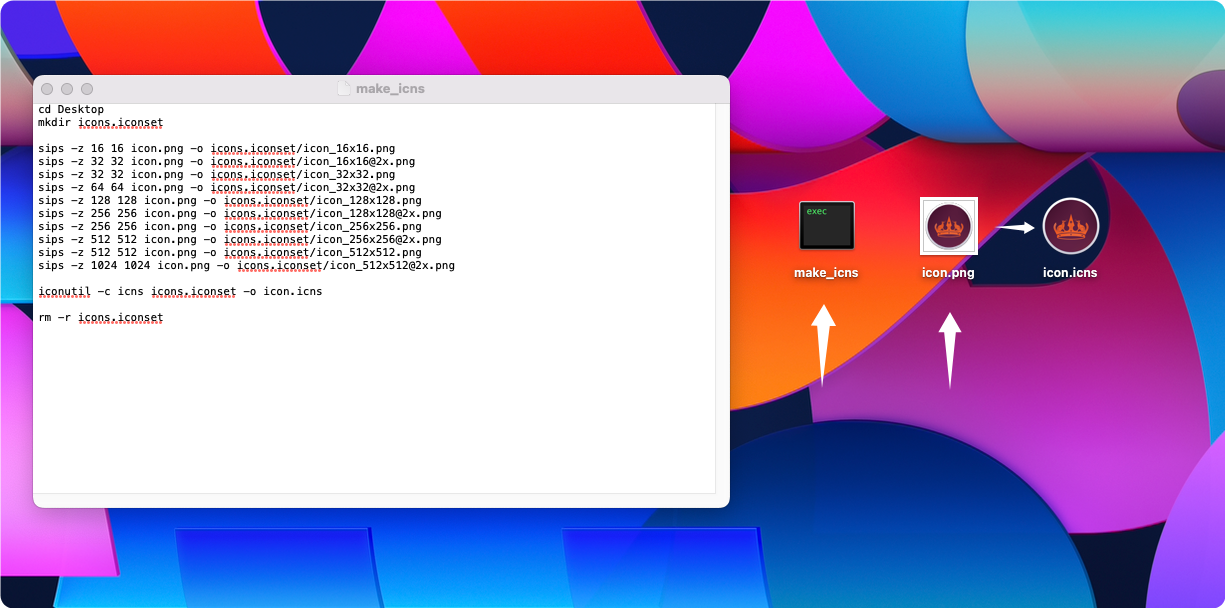 make_icns
cd Desktop
mkdir icons.iconset
sips -z 16 16 icon.png -o icons.iconset/icon_16x16.png
sips -z 32 32 icon.png -o icons.iconset/icon_16x16@2x.png
sips -z 32 32 icon.png -o icons.iconset/icon_32x32.png
sips -z 64 64 icon.png -o icons.iconset/icon_32x32@2x.png
sips -z 128 128 icon.png -o icons.iconset/icon_128x128.png
sips -z 256 256 icon.png -o icons.iconset/icon_128x128@2x.png
sips -z 256 256 icon.png -o icons.iconset/icon_256x256.png
sips -z 512 512 icon.png -o icons.iconset/icon_256x256@2x.png
sips -z 512 512 icon.png -o icons.iconset/icon_512x512.png
sips -z 1024 1024 icon.png -o icons.iconset/icon_512x512@2x.png
iconutil -c icns icons.iconset -o icon.icns
rm -r icons.iconset
exec
make_icns
icon.png
icon.icns